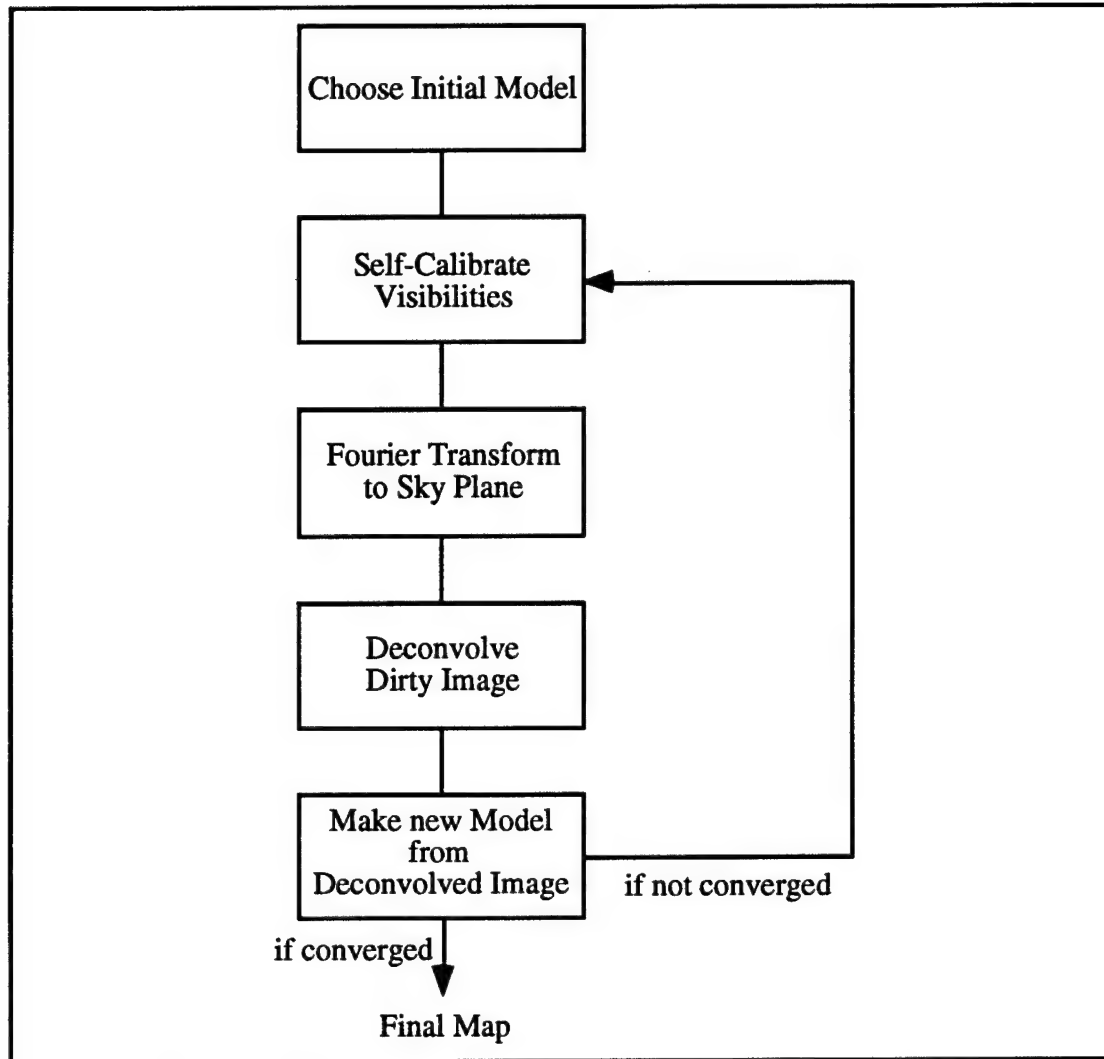 Choose Initial Model
Self-Calibrate
Visibilities
Fourier Transform
to Sky Plane
Deconvolve
Dirty Image
Make new Model
from
Deconvolved Image
if not converged
if converged
Final Map